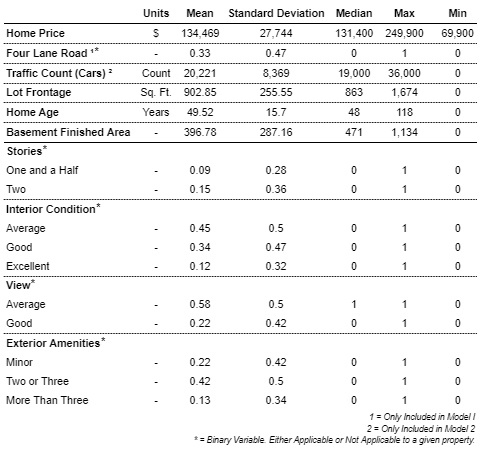 Units Mean Standard Deviation Median Max Min
Home Price $ 134,469 27,744 131,400 249,900 69,900
Four Lane Road ¹* - 0.33 0.47 0 1 0
Traffic Count (Cars) ² Count 20,221 8,369 19,000 36,000 0
Lot Frontage Sq. Ft. 902.85 255.55 863 1,674 0
Home Age Years 49.52 15.7 48 118 0
Basement Finished Area - 396.78 287.16 471 1,134 0
Stories*
One and a Half - 0.09 0.28 0 1 0
Two - 0.15 0.36 0 1 0
Interior Condition*
Average - 0.45 0.5 0 1 0
Good - 0.34 0.47 0 1 0
Excellent - 0.12 0.32 0 1 0
View*
Average - 0.58 0.5 1 1 0
Good - 0.22 0.42 0 1 0
Exterior Amenities*
Minor - 0.22 0.42 0 1 0
Two or Three - 0.42 0.5 0 1 0
More Than Three - 0.13 0.34 0 1 0
1 = Only Included in Model I
2 = Only Included in Model 2
* = Binary Variable. Either Applicable or Not Applicable to a given property.